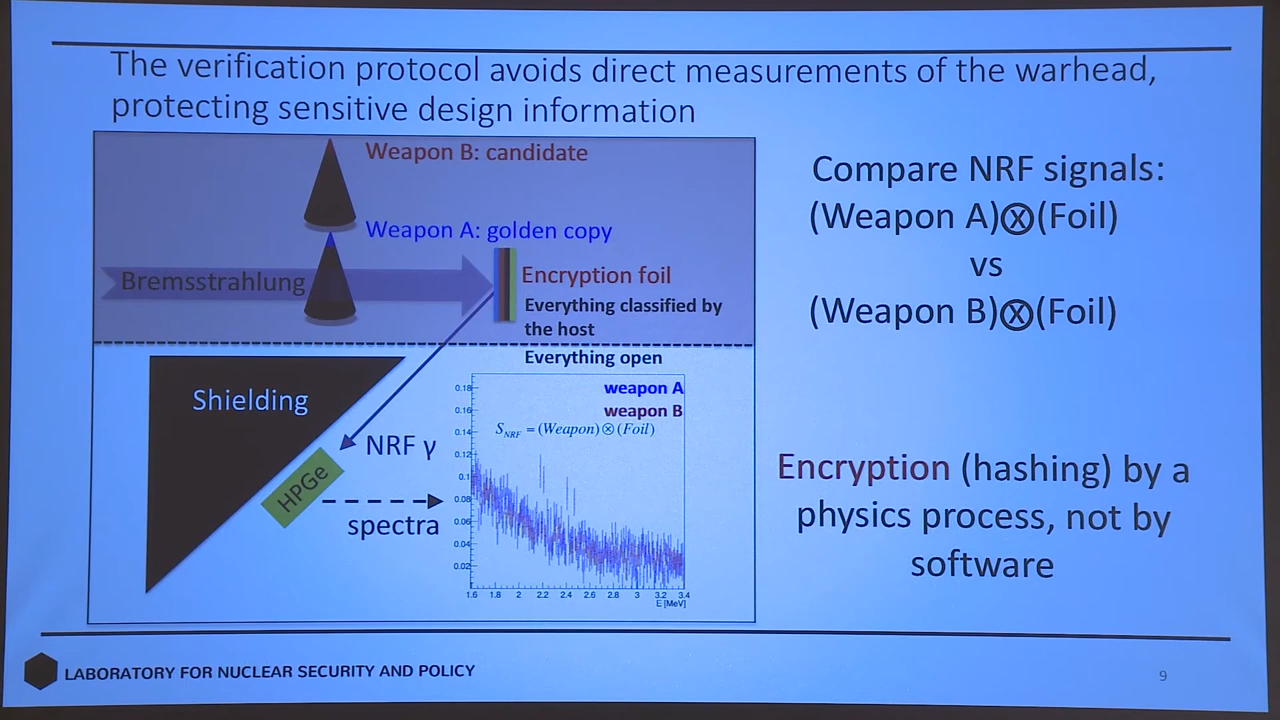 The verification protocol avoids direct measurements of the warhead,
protecting sensitive design information
Weapon B: candidate
Weapon A: golden copy
Bremsstrahlung
Encryption foil
Everything classified by
the host
Everything open
Shielding
HPGe
NRF γ
spectra
weapon A
weapon B
S_NRF = (Weapon)⊗(Foil)
0.18
0.16
0.14
0.12
0.1
0.08
0.06
0.04
0.02
1.6 1.8 2 2.2 2.4 2.6 2.8 3 3.2 3.4
E [MeV]
Compare NRF signals:
(Weapon A)⊗(Foil)
vs
(Weapon B)⊗(Foil)
Encryption (hashing) by a
physics process, not by
software
LABORATORY FOR NUCLEAR SECURITY AND POLICY
9